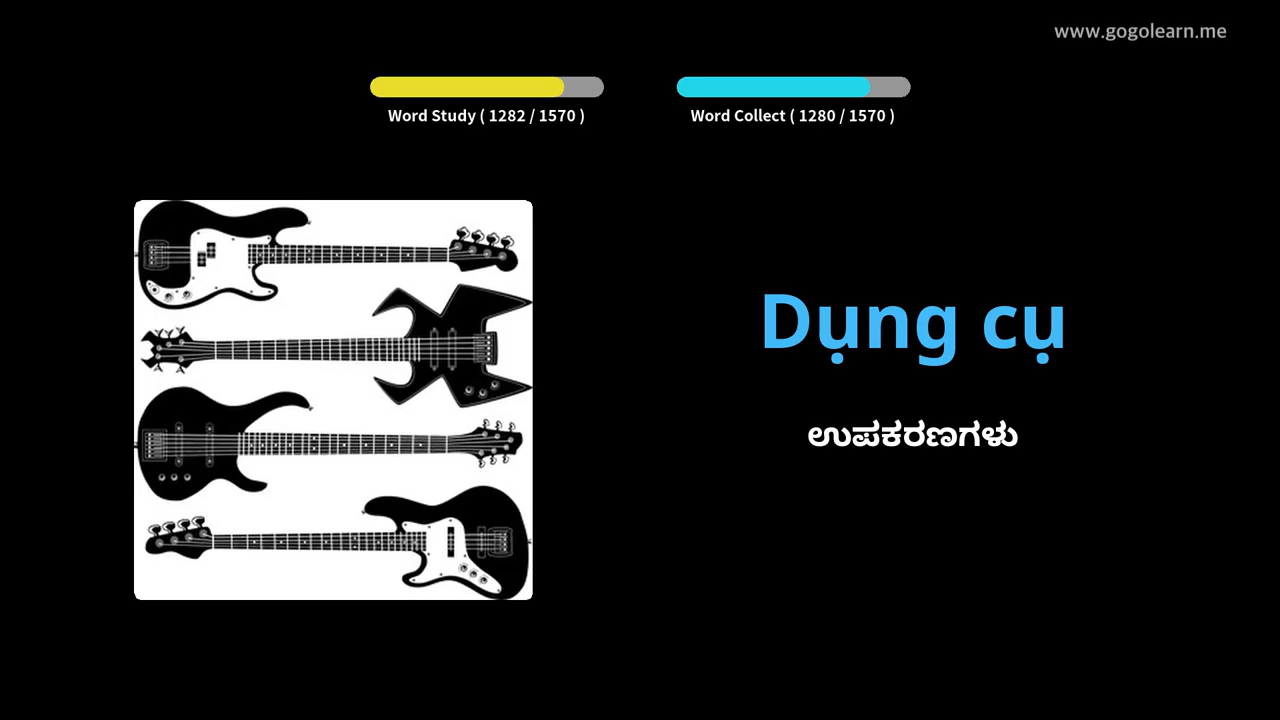 www.gogolearn.me
Word Study ( 1282 / 1570 )
Word Collect ( 1280 / 1570 )
Dụng cụ
ಉಪಕರಣಗಳು